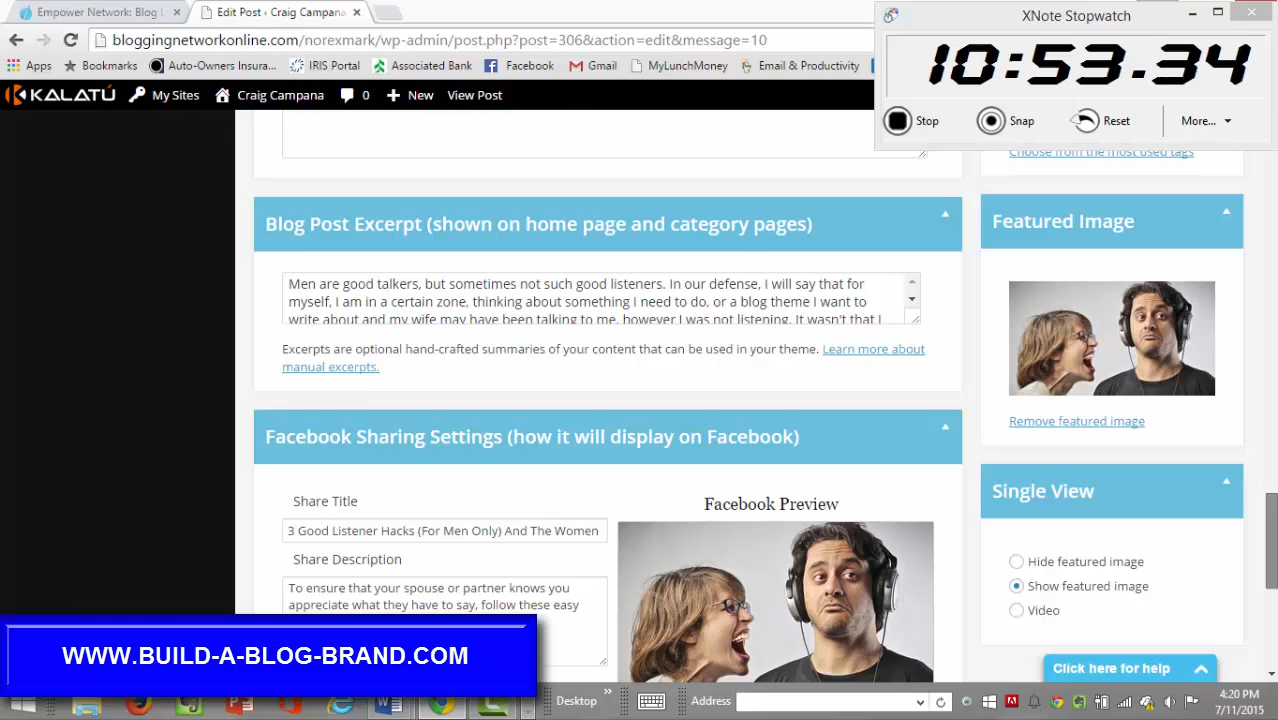 Empower Network: Blog
Edit Post ‹ Craig Campana
XNote Stopwatch
bloggingnetworkonline.com/norexmark/wp-admin/post.php?post=306&action=edit&message=10
10:53.34
Apps
Bookmarks
Auto-Owners Insura...
IRIS Portal
Associated Bank
Facebook
Gmail
MyLunchMoney
Email & Productivity
KALATÚ
My Sites
Craig Campana
0
New
View Post
Stop
Snap
Reset
More...
Choose from the most used tags
Blog Post Excerpt (shown on home page and category pages)
Featured Image
Men are good talkers, but sometimes not such good listeners. In our defense, I will say that for
myself, I am in a certain zone, thinking about something I need to do, or a blog theme I want to
write about and my wife may have been talking to me, however I was not listening. It wasn't that I
Excerpts are optional hand-crafted summaries of your content that can be used in your theme. Learn more about
manual excerpts.
Remove featured image
Facebook Sharing Settings (how it will display on Facebook)
Single View
Share Title
Facebook Preview
3 Good Listener Hacks (For Men Only) And The Women
Share Description
To ensure that your spouse or partner knows you
appreciate what they have to say, follow these easy
Hide featured image
Show featured image
Video
WWW.BUILD-A-BLOG-BRAND.COM
Click here for help
Desktop
Address
4:20 PM
7/11/2015